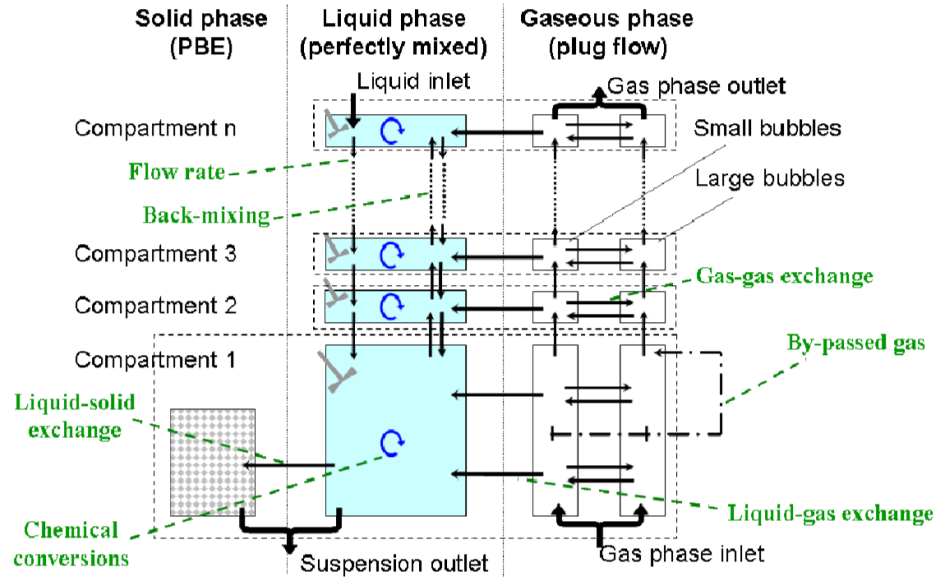 Solid phase
(PBE)
Liquid phase
(perfectly mixed)
Gaseous phase
(plug flow)
Liquid inlet
Gas phase outlet
Compartment n
Small bubbles
Flow rate
Large bubbles
Back-mixing
Compartment 3
Gas-gas exchange
Compartment 2
By-passed gas
Compartment 1
Liquid-solid
exchange
Liquid-gas exchange
Chemical
conversions
Suspension outlet
Gas phase inlet